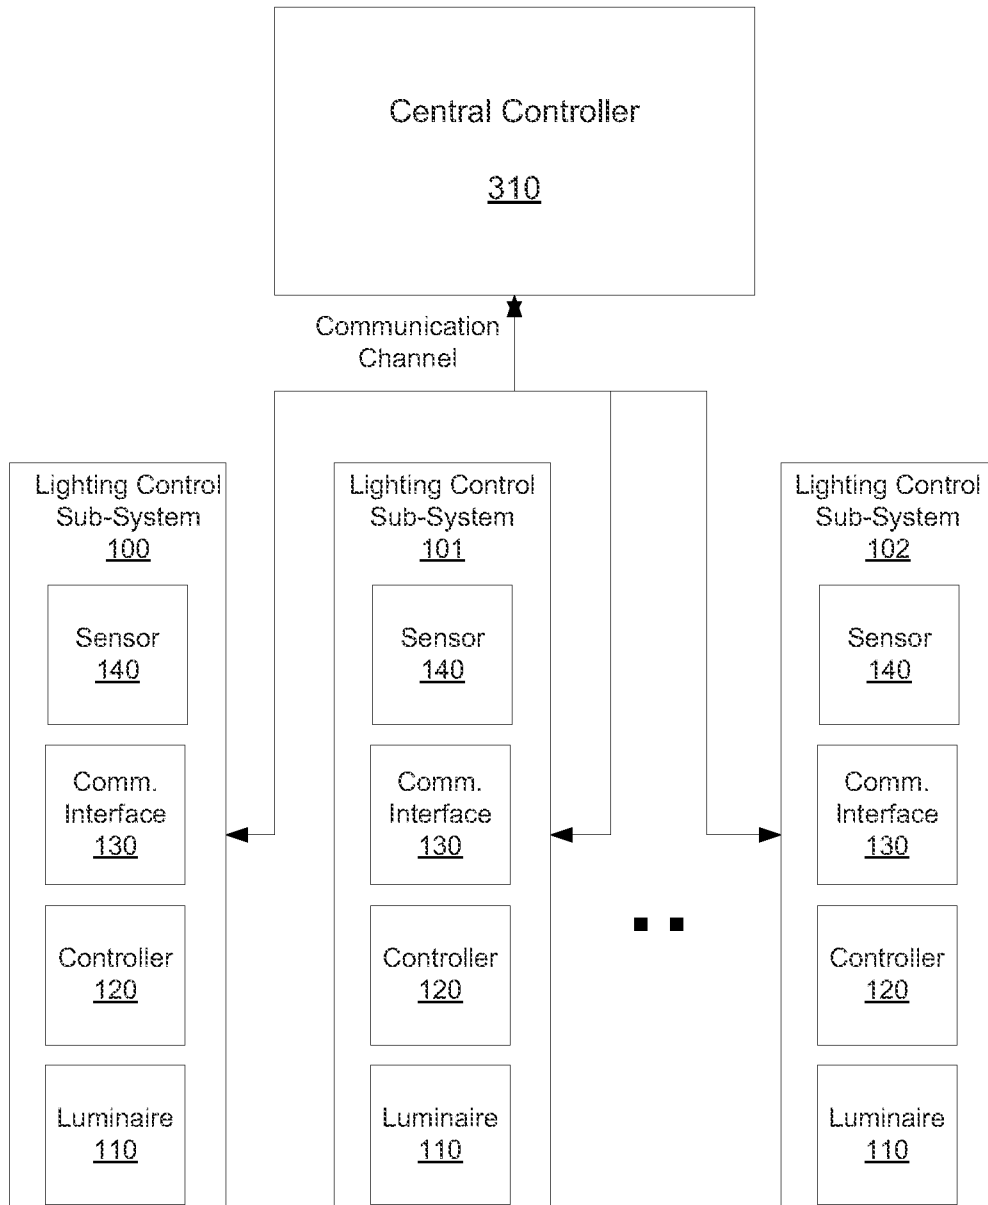 Central Controller
310
Communication
Channel
Lighting Control
Sub-System
100
Sensor
140
Comm.
Interface
130
Controller
120
Luminaire
110
Lighting Control
Sub-System
101
Sensor
140
Comm.
Interface
130
Controller
120
Luminaire
110
Lighting Control
Sub-System
102
Sensor
140
Comm.
Interface
130
Controller
120
Luminaire
110